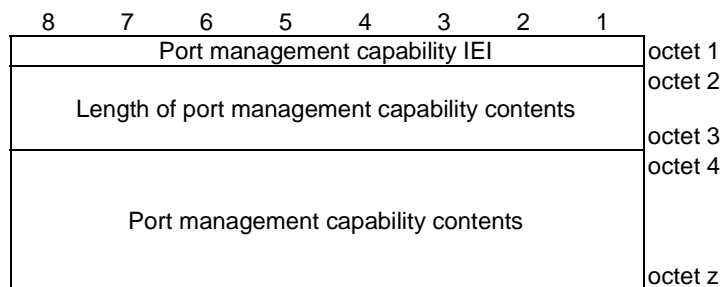 8 7 6 5 4 3 2 1
Port management capability IEI octet 1
octet 2
Length of port management capability contents
octet 3
octet 4
Port management capability contents
octet z